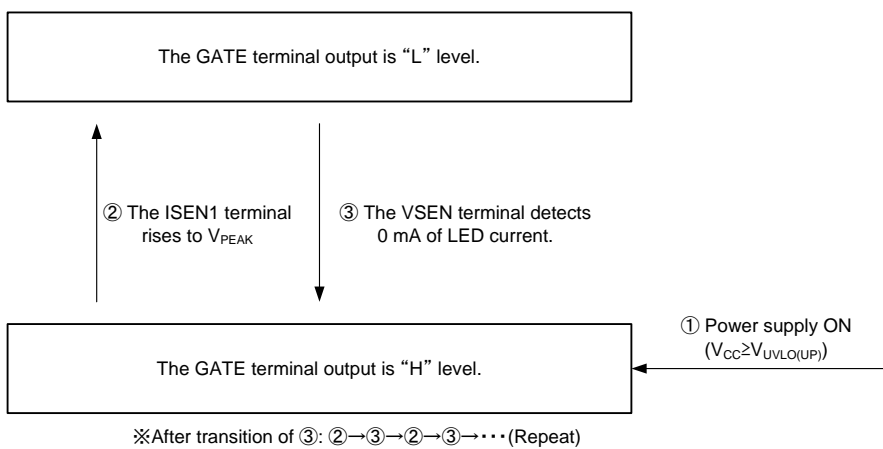 The GATE terminal output is “L” level.
② The ISEN1 terminal
rises to VPEAK
③ The VSEN terminal detects
0 mA of LED current.
① Power supply ON
(VCC≥VUVLO(UP))
The GATE terminal output is “H” level.
※After transition of ③: ②→③→②→③→･･･(Repeat)